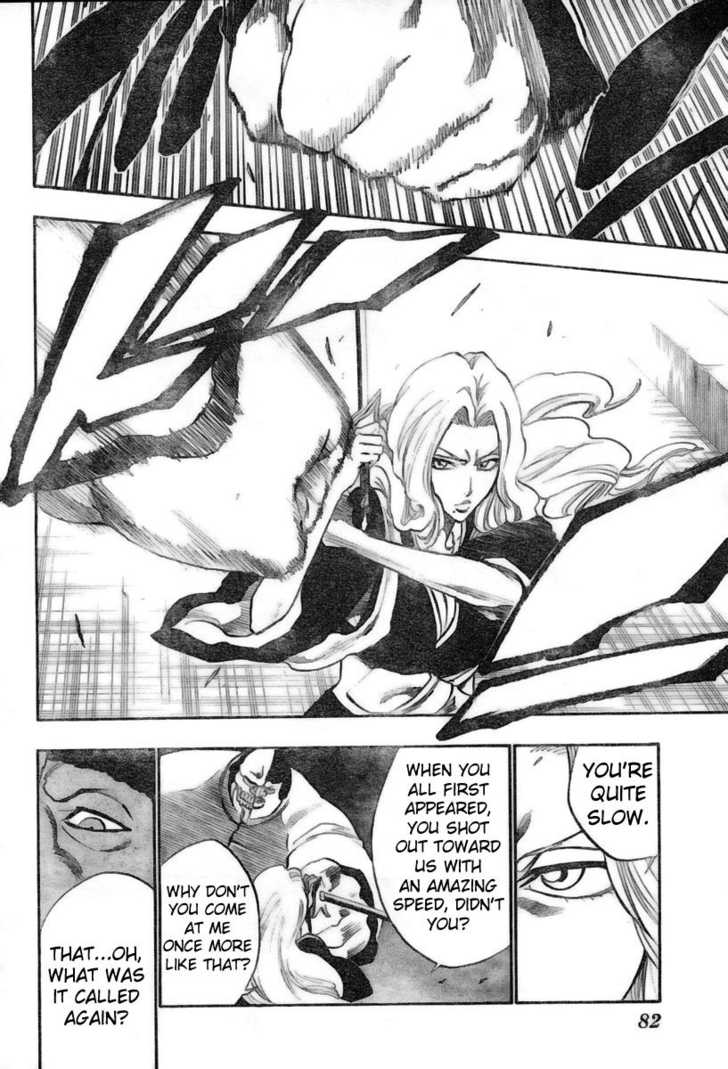 YOU'RE
QUITE
SLOW.
WHEN YOU
ALL FIRST
APPEARED,
YOU SHOT
OUT TOWARD
US WITH
AN AMAZING
SPEED, DIDN'T
YOU?
WHY DON'T
YOU COME
AT ME
ONCE MORE
LIKE THAT?
THAT...OH,
WHAT WAS
IT CALLED
AGAIN?
82